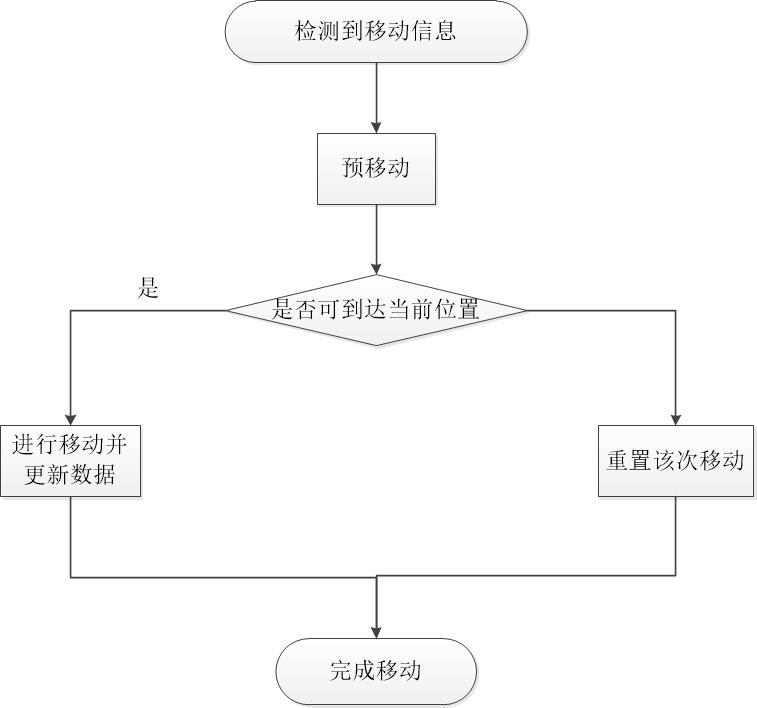 检测到移动信息
预移动
是
是否可到达当前位置
进行移动并
更新数据
重置该次移动
完成移动